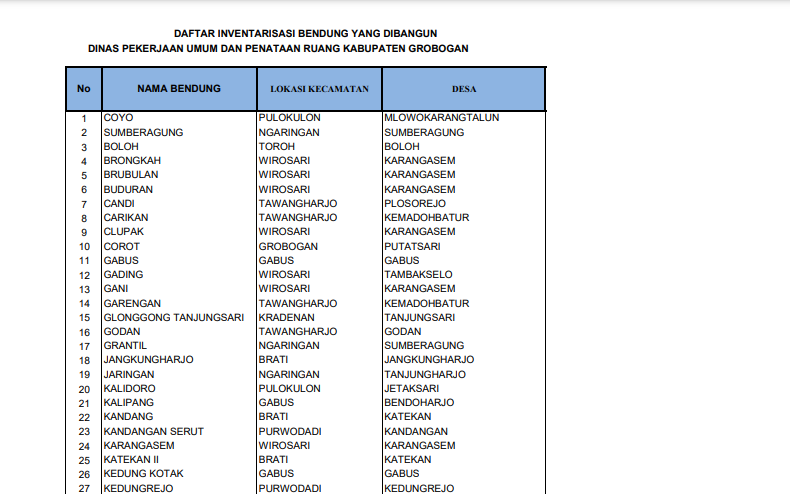 DAFTAR INVENTARISASI BENDUNG YANG DIBANGUN
DINAS PEKERJAAN UMUM DAN PENATAAN RUANG KABUPATEN GROBOGAN
No NAMA BENDUNG LOKASI KECAMATAN DESA
1 COYO PULOKULON MLOWOKARANGTALUN
2 SUMBERAGUNG NGARINGAN SUMBERAGUNG
3 BOLOH TOROH BOLOH
4 BRONGKAH WIROSARI KARANGASEM
5 BRUBULAN WIROSARI KARANGASEM
6 BUDURAN WIROSARI KARANGASEM
7 CANDI TAWANGHARJO PLOSOREJO
8 CARIKAN TAWANGHARJO KEMADOHBATUR
9 CLUPAK WIROSARI KARANGASEM
10 COROT GROBOGAN PUTATSARI
11 GABUS GABUS GABUS
12 GADING WIROSARI TAMBAKSELO
13 GANI WIROSARI KARANGASEM
14 GARENGAN TAWANGHARJO KEMADOHBATUR
15 GLONGGONG TANJUNGSARI KRADENAN TANJUNGSARI
16 GODAN TAWANGHARJO GODAN
17 GRANTIL NGARINGAN SUMBERAGUNG
18 JANGKUNGHARJO BRATI JANGKUNGHARJO
19 JARINGAN NGARINGAN TANJUNGHARJO
20 KALIDORO PULOKULON JETAKSARI
21 KALIPANG GABUS BENDOHARJO
22 KANDANG BRATI KATEKAN
23 KANDANGAN SERUT PURWODADI KANDANGAN
24 KARANGASEM WIROSARI KARANGASEM
25 KATEKAN II BRATI KATEKAN
26 KEDUNG KOTAK GABUS GABUS
27 KEDUNGREJO PURWODADI KEDUNGREJO